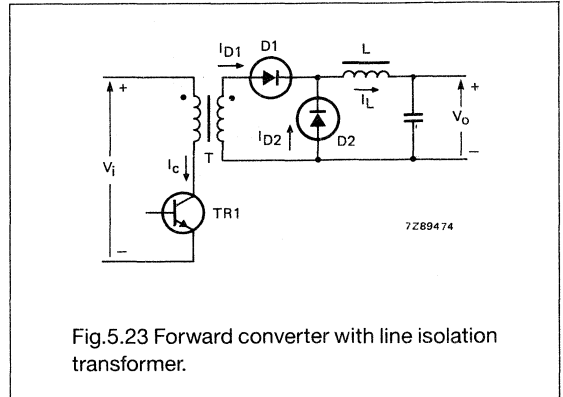 I_D1
D1
L
+
I_L
+
V_o
−
I_D2
D2
T
V_i
I_c
TR1
−
7Z89474
Fig.5.23 Forward converter with line isolation
transformer.